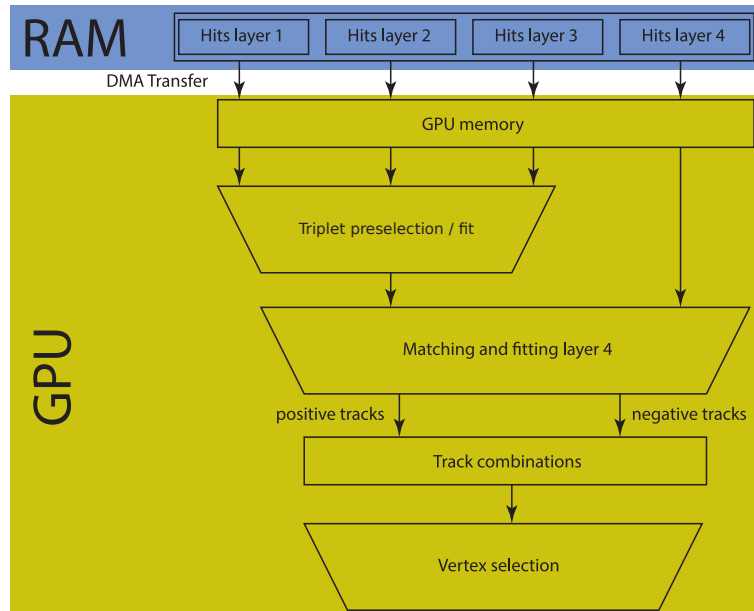 RAM
Hits layer 1
Hits layer 2
Hits layer 3
Hits layer 4
DMA Transfer
GPU memory
Triplet preselection / fit
GPU
Matching and fitting layer 4
positive tracks
negative tracks
Track combinations
Vertex selection